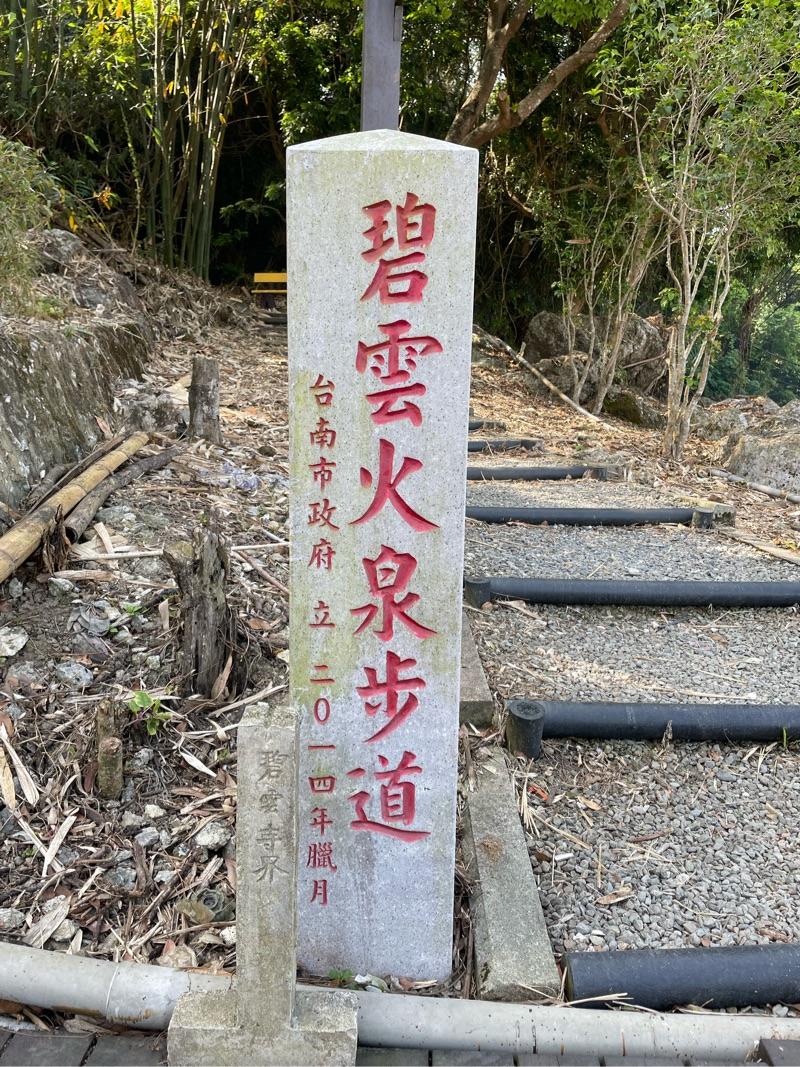 碧雲火泉步道
台南市政府 立 二0一四年臘月
碧雲寺界